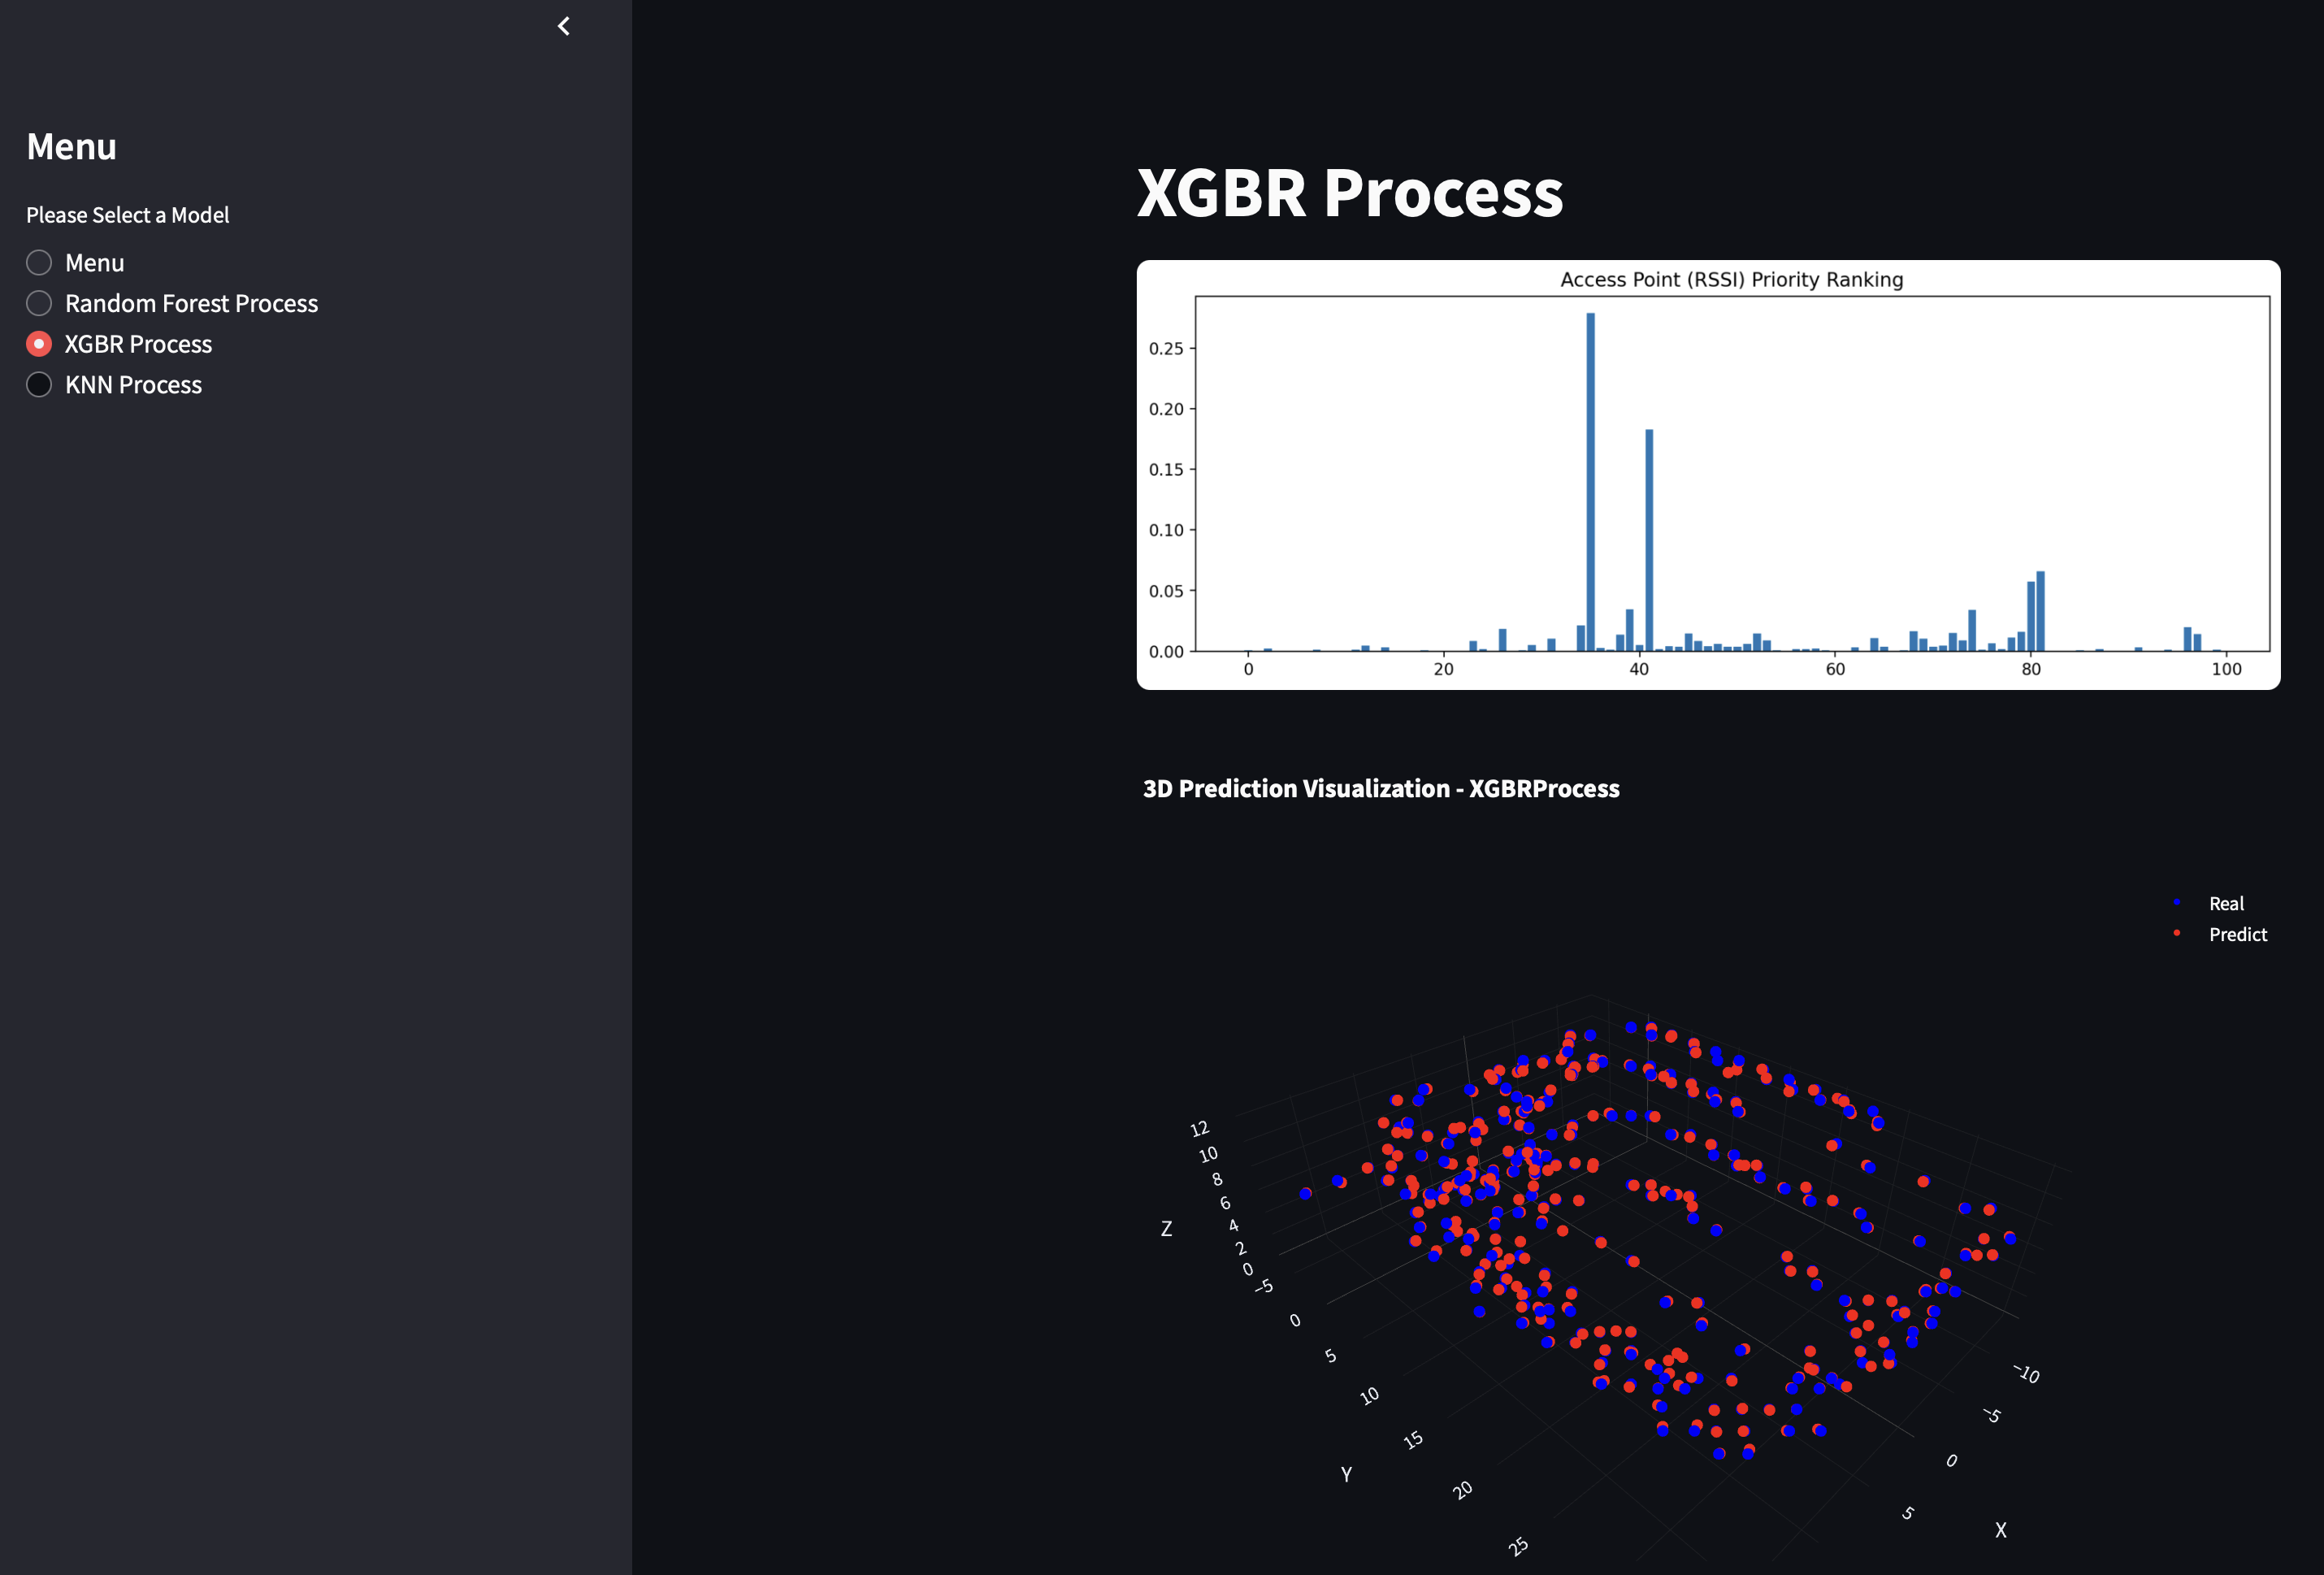 Menu
Please Select a Model
Menu
Random Forest Process
XGBR Process
KNN Process
XGBR Process
Access Point (RSSI) Priority Ranking
0.25
0.20
0.15
0.10
0.05
0.00
0 20 40 60 80 100
3D Prediction Visualization - XGBRProcess
Real
Predict
12
10
8
6
4
2
0
Z
−5
0
5
10
15
20
25
Y
−10
−5
0
5
X